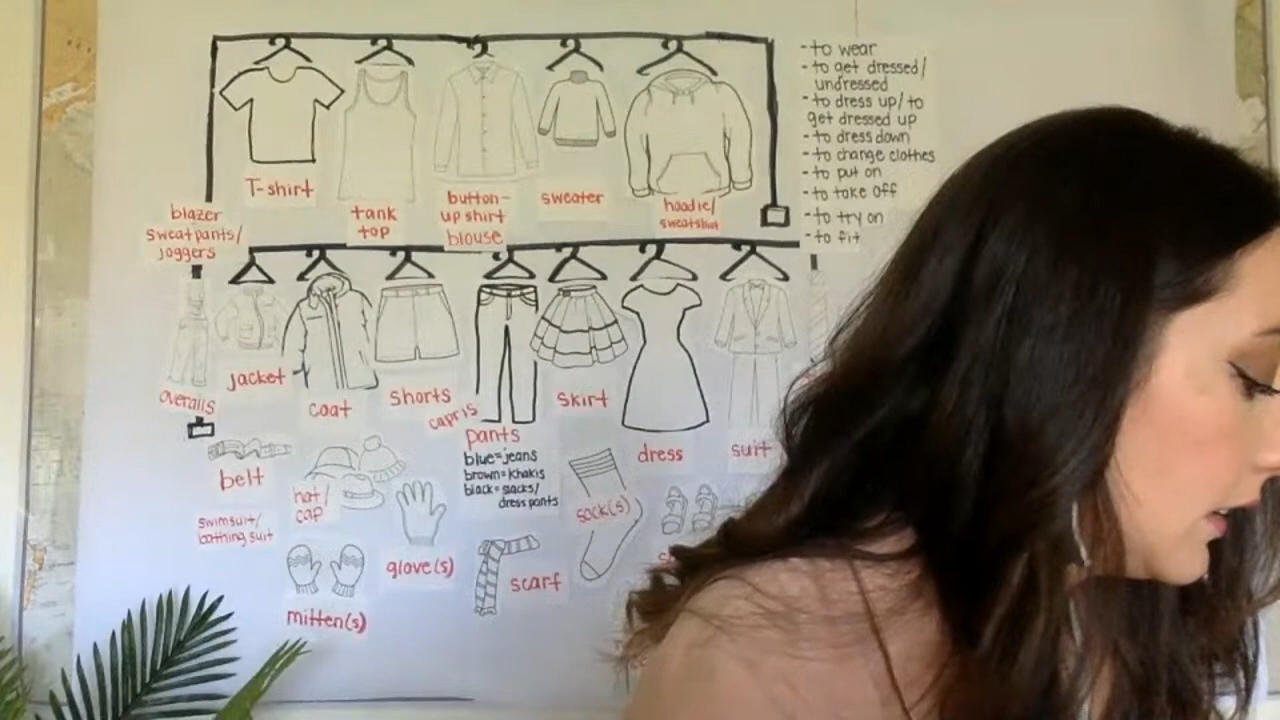 T-shirt
tank
top
button-
up shirt
blouse
sweater
hoodie/
sweatshirt
-to wear
-to get dressed/
undressed
-to dress up/to
get dressed up
-to dress down
-to change clothes
-to put on
-to take off
-to try on
-to fit
blazer
sweatpants/
joggers
overalls
jacket
coat
shorts
capris
pants
blue=jeans
brown=khakis
black=slacks/
dress pants
skirt
dress
suit
belt
hat/
cap
swimsuit/
bathing suit
glove(s)
mitten(s)
scarf
sock(s)